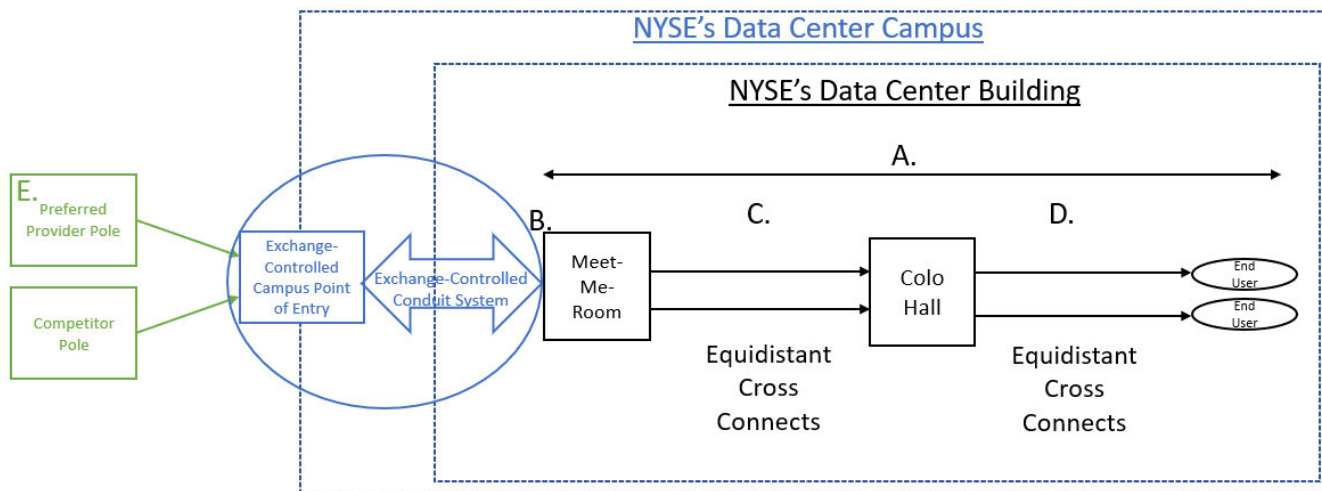 NYSE's Data Center Campus
NYSE's Data Center Building
A.
E.
Preferred
Provider Pole
Competitor
Pole
Exchange-
Controlled
Campus Point
of Entry
Exchange-Controlled
Conduit System
B.
Meet-
Me-
Room
C.
Equidistant
Cross
Connects
Colo
Hall
D.
Equidistant
Cross
Connects
End
User
End
User